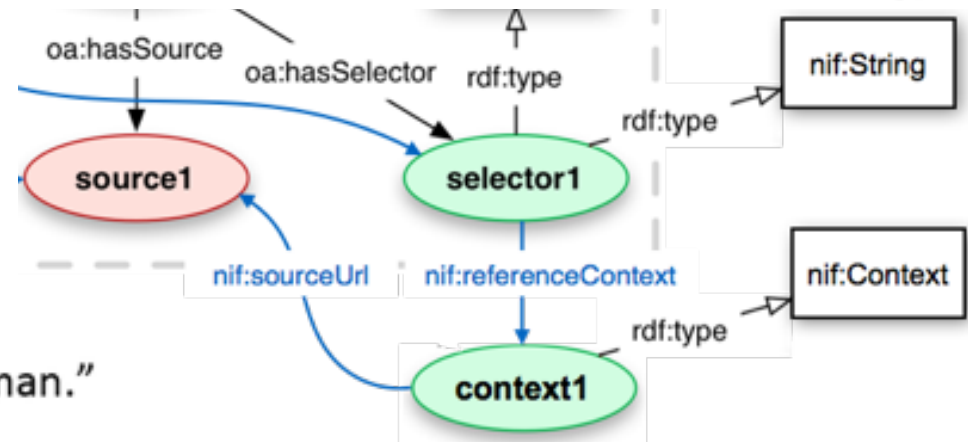 oa:hasSource
oa:hasSelector
rdf:type
nif:String
rdf:type
source1
selector1
nif:sourceUrl
nif:referenceContext
nif:Context
rdf:type
context1